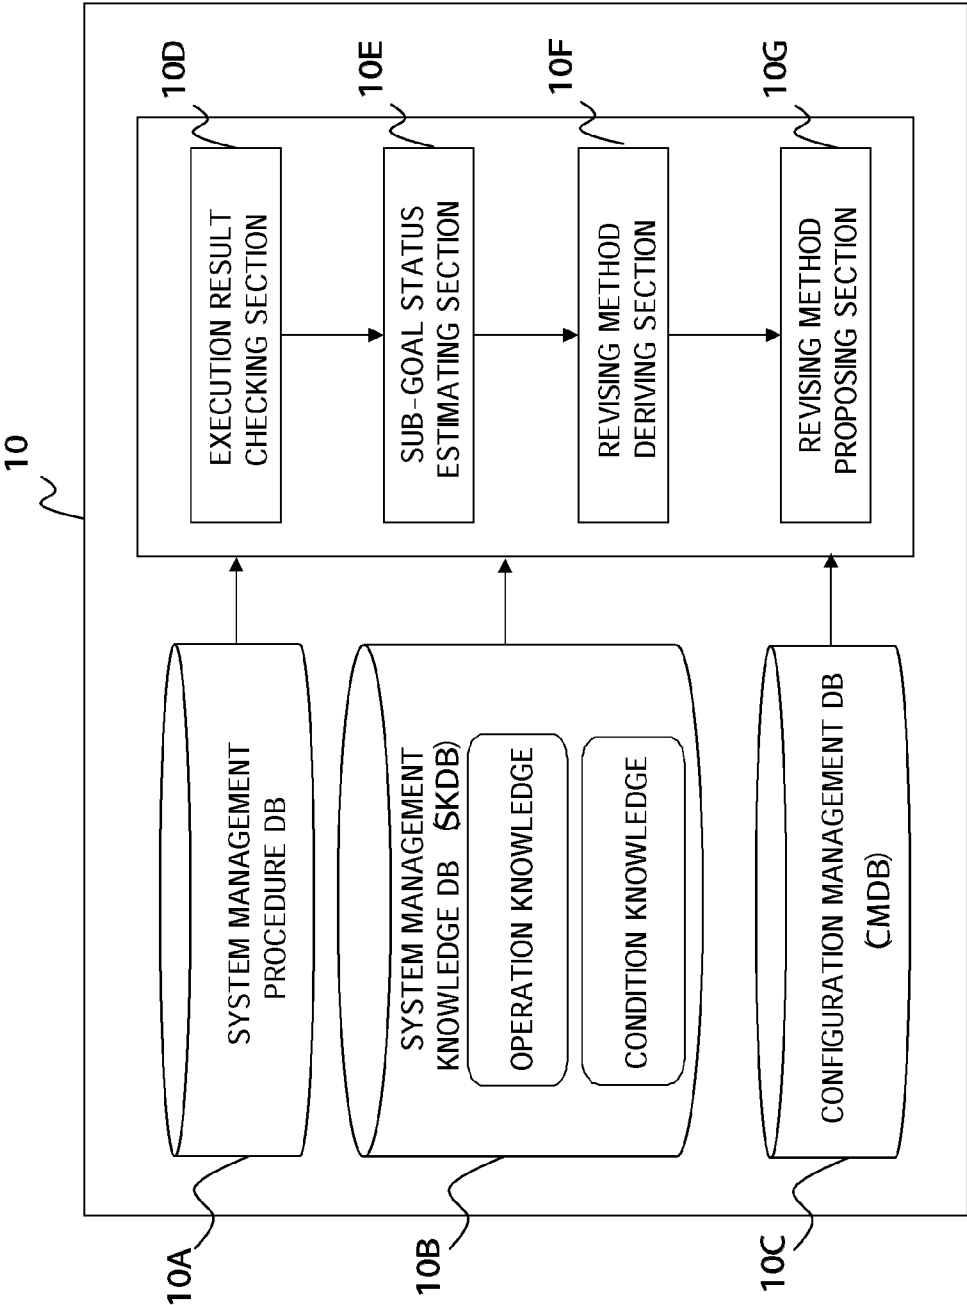 10
10A
SYSTEM MANAGEMENT
PROCEDURE DB
10B
SYSTEM MANAGEMENT
KNOWLEDGE DB (SKDB)
OPERATION KNOWLEDGE
CONDITION KNOWLEDGE
10C
CONFIGURATION MANAGEMENT DB
(CMDB)
10D
EXECUTION RESULT
CHECKING SECTION
10E
SUB-GOAL STATUS
ESTIMATING SECTION
10F
REVISING METHOD
DERIVING SECTION
10G
REVISING METHOD
PROPOSING SECTION